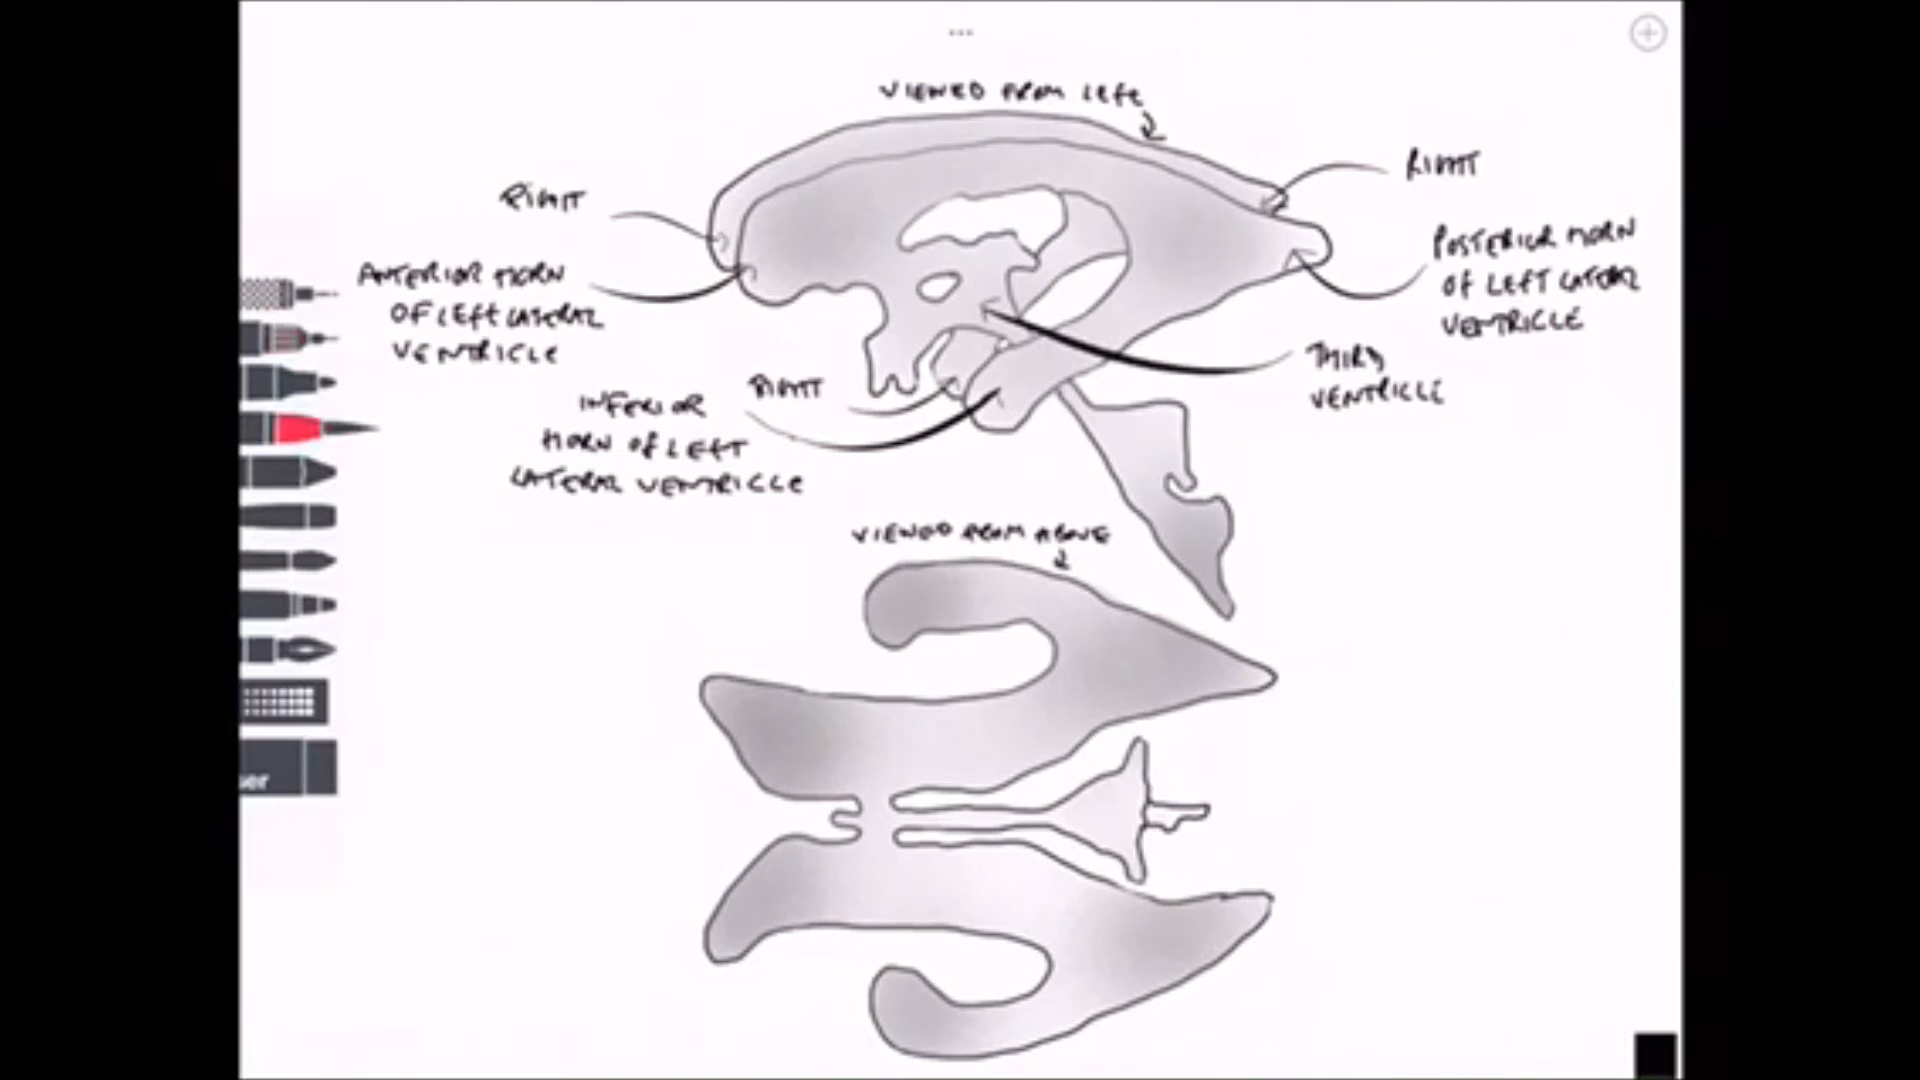 VIEWED FROM Left
RIGHT
RIGHT
POSTERIOR HORN
OF LEFT LATERAL
VENTRICLE
ANTERIOR HORN
OF LEFT LATERAL
VENTRICLE
THIRD
VENTRICLE
RIGHT
INFERIOR
HORN OF LEFT
LATERAL VENTRICLE
VIEWED FROM ABOVE
ser